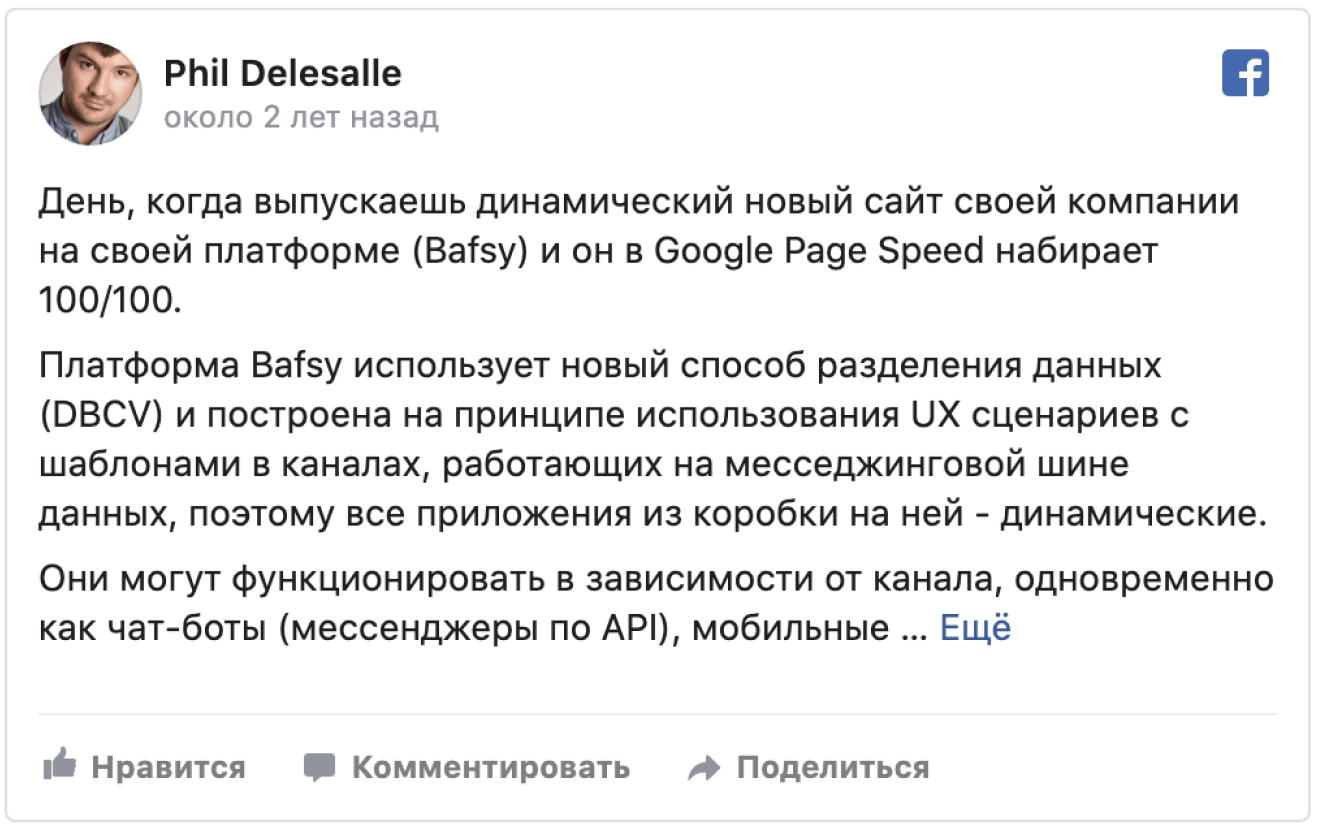 Phil Delesalle
около 2 лет назад
День, когда выпускаешь динамический новый сайт своей компании
на своей платформе (Bafsy) и он в Google Page Speed набирает
100/100.
Платформа Bafsy использует новый способ разделения данных
(DBCV) и построена на принципе использования UX сценариев с
шаблонами в каналах, работающих на месседжинговой шине
данных, поэтому все приложения из коробки на ней - динамические.
Они могут функционировать в зависимости от канала, одновременно
как чат-боты (мессенджеры по API), мобильные ... Ещё
Нравится Комментировать Поделиться